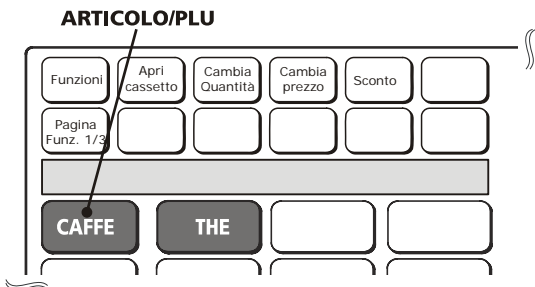 ARTICOLO/PLU
Funzioni
Apri
cassetto
Cambia
Quantità
Cambia
prezzo
Sconto
Pagina
Funz. 1/3
CAFFE
THE